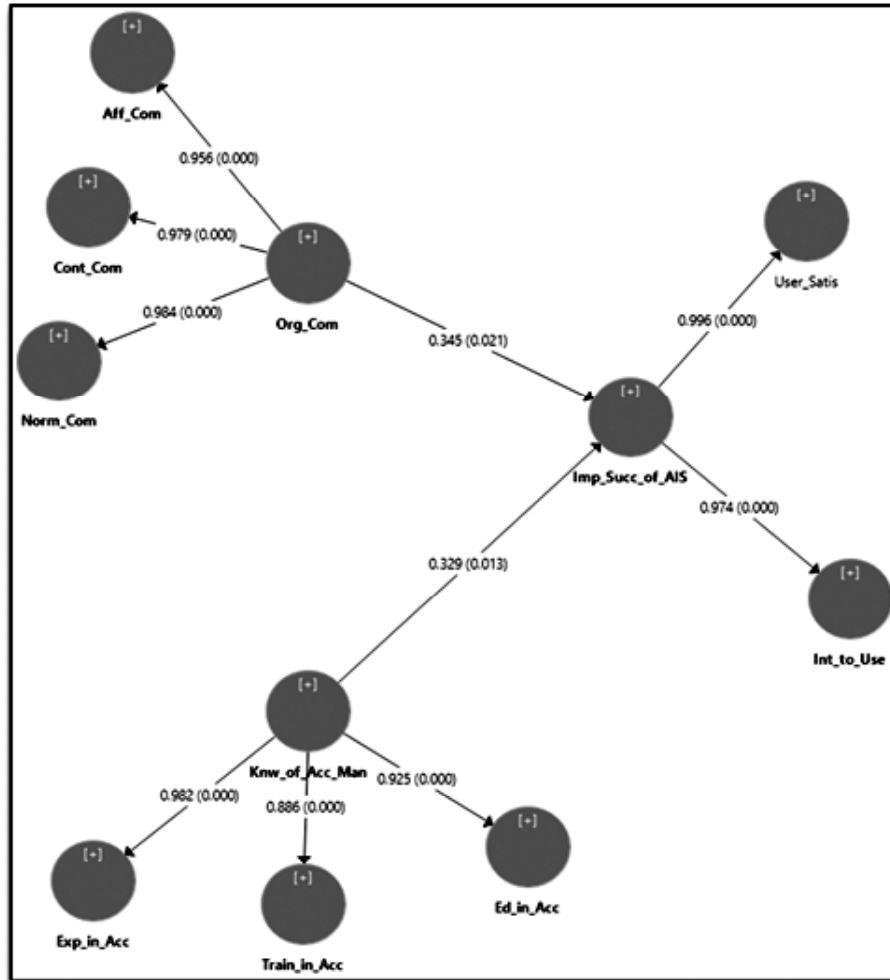 [+]
Aff_Com
0.956 (0.000)
[+]
Cont_Com
0.979 (0.000)
[+]
Org_Com
0.984 (0.000)
[+]
Norm_Com
0.345 (0.021)
[+]
User_Satis
0.996 (0.000)
[+]
Imp_Succ_of_AIS
0.974 (0.000)
[+]
Int_to_Use
0.329 (0.013)
[+]
Knw_of_Acc_Man
0.982 (0.000)
0.886 (0.000)
0.925 (0.000)
[+]
Exp_in_Acc
[+]
Train_in_Acc
[+]
Ed_in_Acc